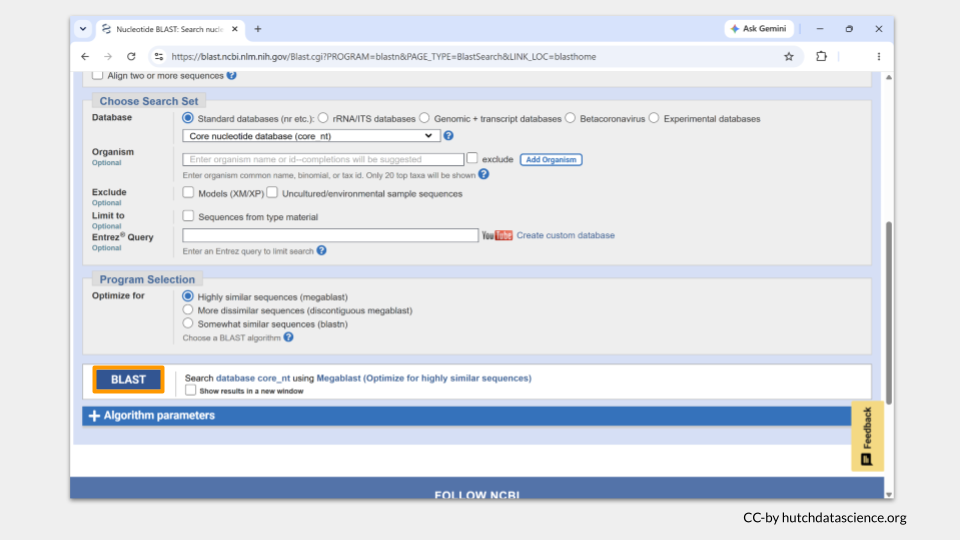 Nucleotide BLAST: Search nucle
Ask Gemini
https://blast.ncbi.nlm.nih.gov/Blast.cgi?PROGRAM=blastn&PAGE_TYPE=BlastSearch&LINK_LOC=blasthome
Align two or more sequences ?
Choose Search Set
Database Standard databases (nr etc.): rRNA/ITS databases Genomic + transcript databases Betacoronavirus Experimental databases
Core nucleotide database (core_nt) ?
Organism
Optional
Enter organism name or id--completions will be suggested exclude Add Organism
Enter organism common name, binomial, or tax id. Only 20 top taxa will be shown ?
Exclude
Optional
Models (XM/XP) Uncultured/environmental sample sequences
Limit to
Optional
Sequences from type material
Entrez® Query
Optional
YouTube Create custom database
Enter an Entrez query to limit search ?
Program Selection
Optimize for
Highly similar sequences (megablast)
More dissimilar sequences (discontiguous megablast)
Somewhat similar sequences (blastn)
Choose a BLAST algorithm ?
BLAST
Search database core_nt using Megablast (Optimize for highly similar sequences)
Show results in a new window
+ Algorithm parameters
Feedback
FOLLOW NCBI
CC-by hutchdatascience.org